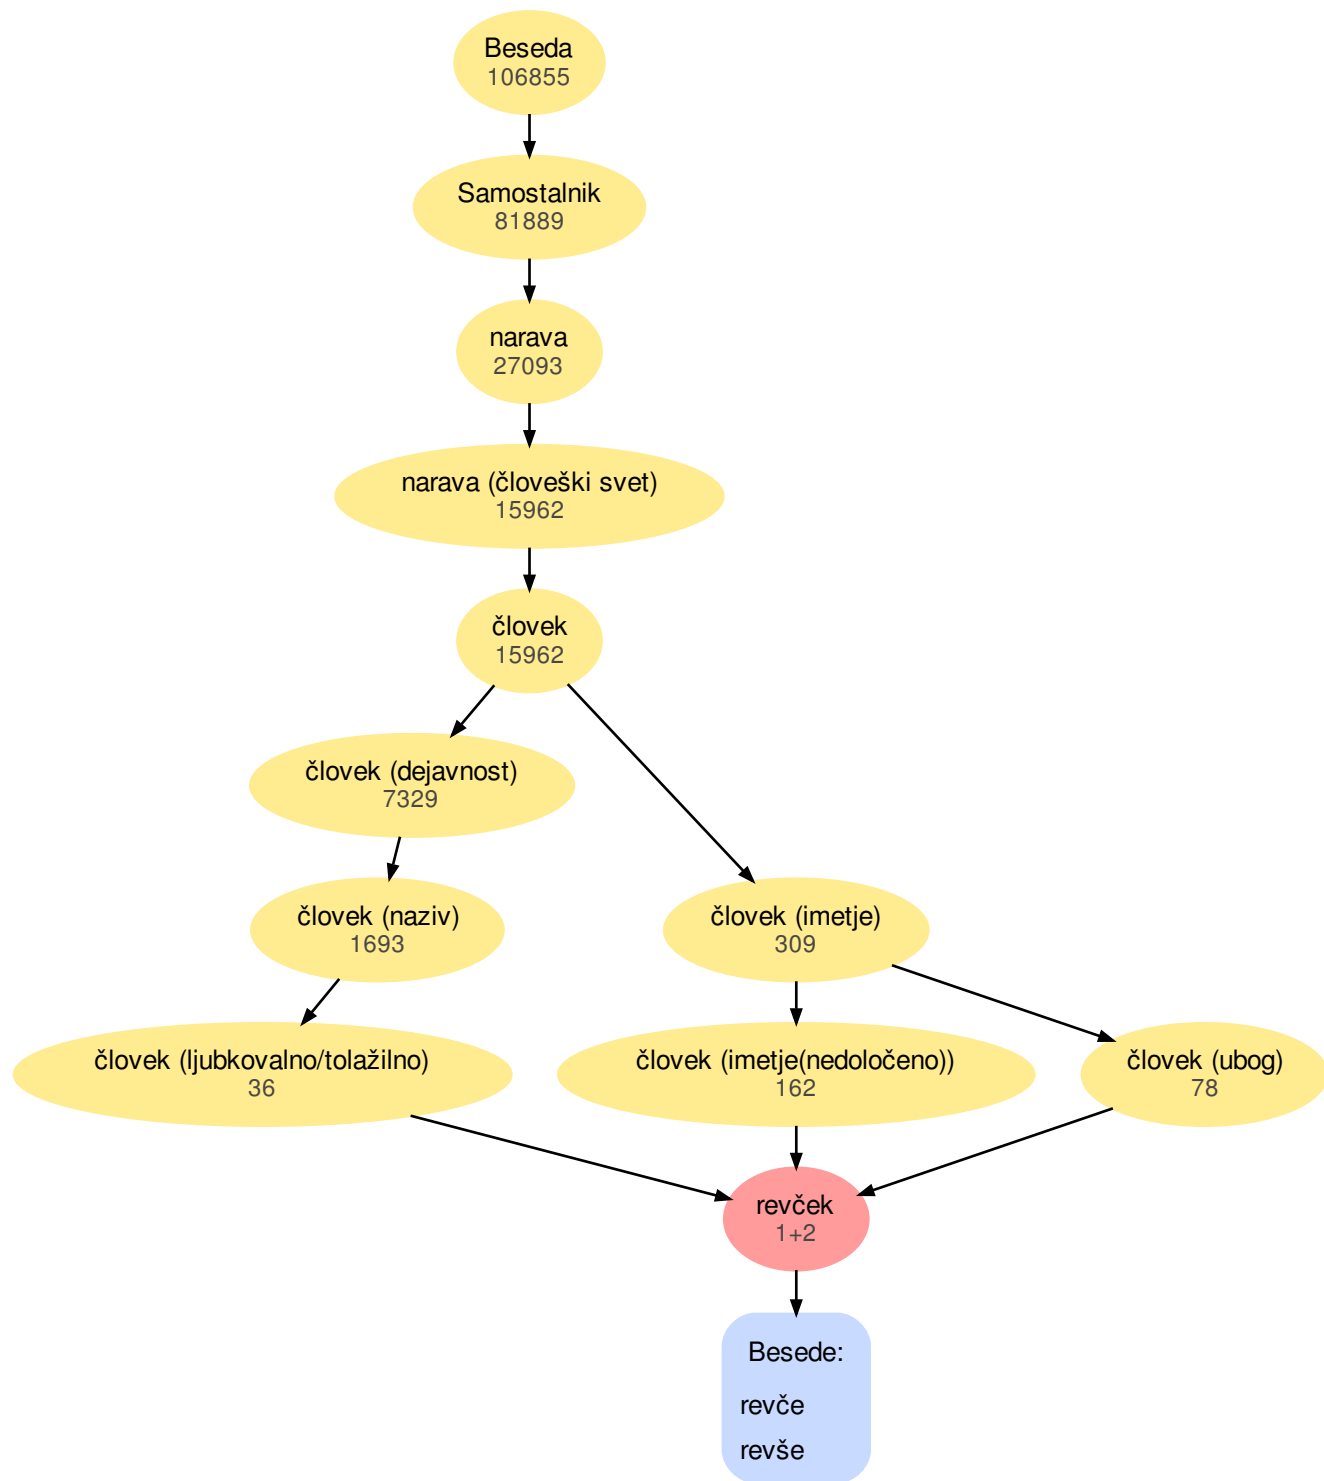 Beseda
106855
Samostalnik
81889
narava
27093
narava (človeški svet)
15962
človek
15962
človek (dejavnost)
7329
človek (naziv)
1693
človek (imetje)
309
človek (ljubkovalno/tolažilno)
36
človek (imetje(nedoločeno))
162
človek (ubog)
78
revček
1+2
Besede:
revče
revše